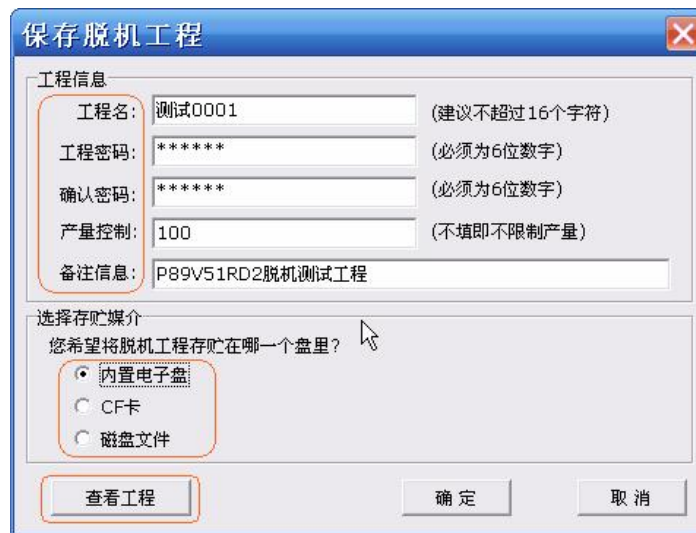 保存脱机工程
工程信息
工程名: 测试0001 (建议不超过16个字符)
工程密码: ****** (必须为6位数字)
确认密码: ****** (必须为6位数字)
产量控制: 100 (不填即不限制产量)
备注信息: P89V51RD2脱机测试工程
选择存贮媒介
您希望将脱机工程存贮在哪一个盘里?
内置电子盘
CF卡
磁盘文件
查看工程 确定 取消